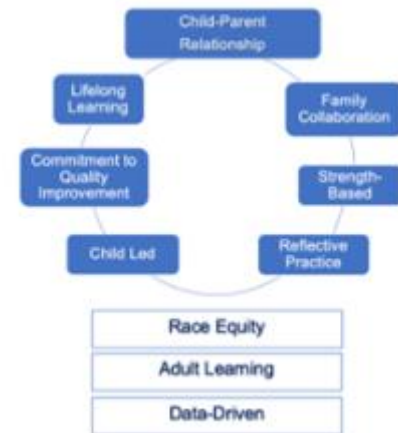 Child-Parent
Relationship
Family
Collaboration
Strength-
Based
Reflective
Practice
Child Led
Commitment to
Quality
Improvement
Lifelong
Learning
Race Equity
Adult Learning
Data-Driven